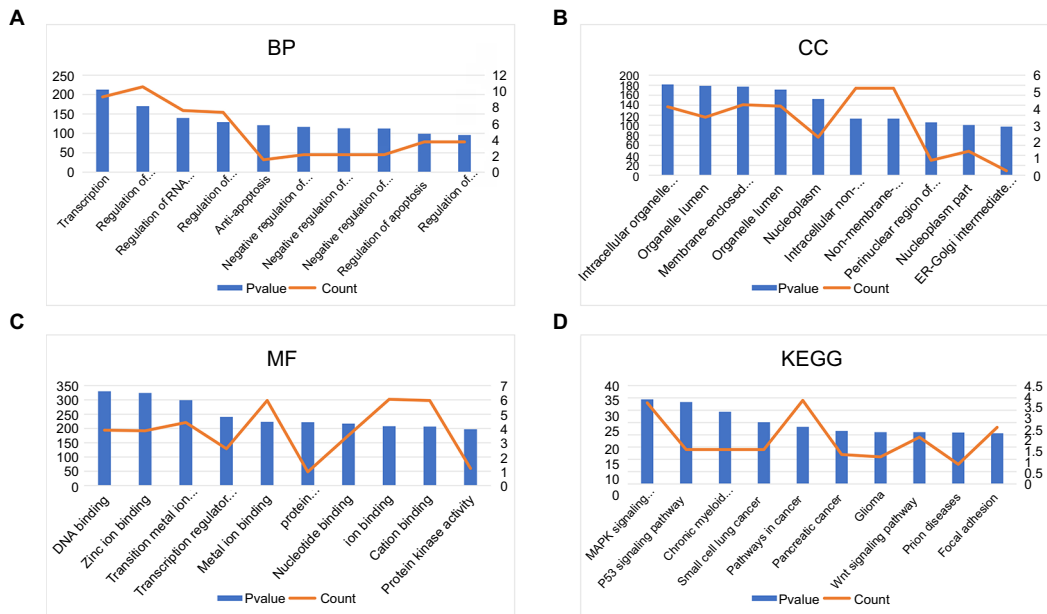 A
BP
250
200
150
100
50
0
12
10
8
6
4
2
0
Transcription
Regulation of...
Regulation of RNA...
Regulation of...
Anti-apoptosis
Negative regulation of...
Negative regulation of...
Negative regulation of...
Regulation of apoptosis
Regulation of...
Pvalue Count
B
CC
200
180
160
140
120
100
80
60
40
20
0
6
5
4
3
2
1
0
Intracellular organelle...
Organelle lumen
Membrane-enclosed...
Organelle lumen
Nucleoplasm
Intracellular non-...
Non-membrane-...
Perinuclear region of...
Nucleoplasm part
ER-Golgi intermediate...
Pvalue Count
C
MF
350
300
250
200
150
100
50
0
7
6
5
4
3
2
1
0
DNA binding
Zinc ion binding
Transition metal ion...
Transcription regulator...
Metal ion binding
protein...
Nucleotide binding
ion binding
Cation binding
Protein kinase activity
Pvalue Count
D
KEGG
40
35
30
25
20
15
10
0
4.5
4
3.5
3
2.5
2
1.5
1
0.5
0
MAPK signaling...
P53 signaling pathway
Chronic myeloid...
Small cell lung cancer
Pathways in cancer
Pancreatic cancer
Glioma
Wnt signaling pathway
Prion diseases
Focal adhesion
Pvalue Count